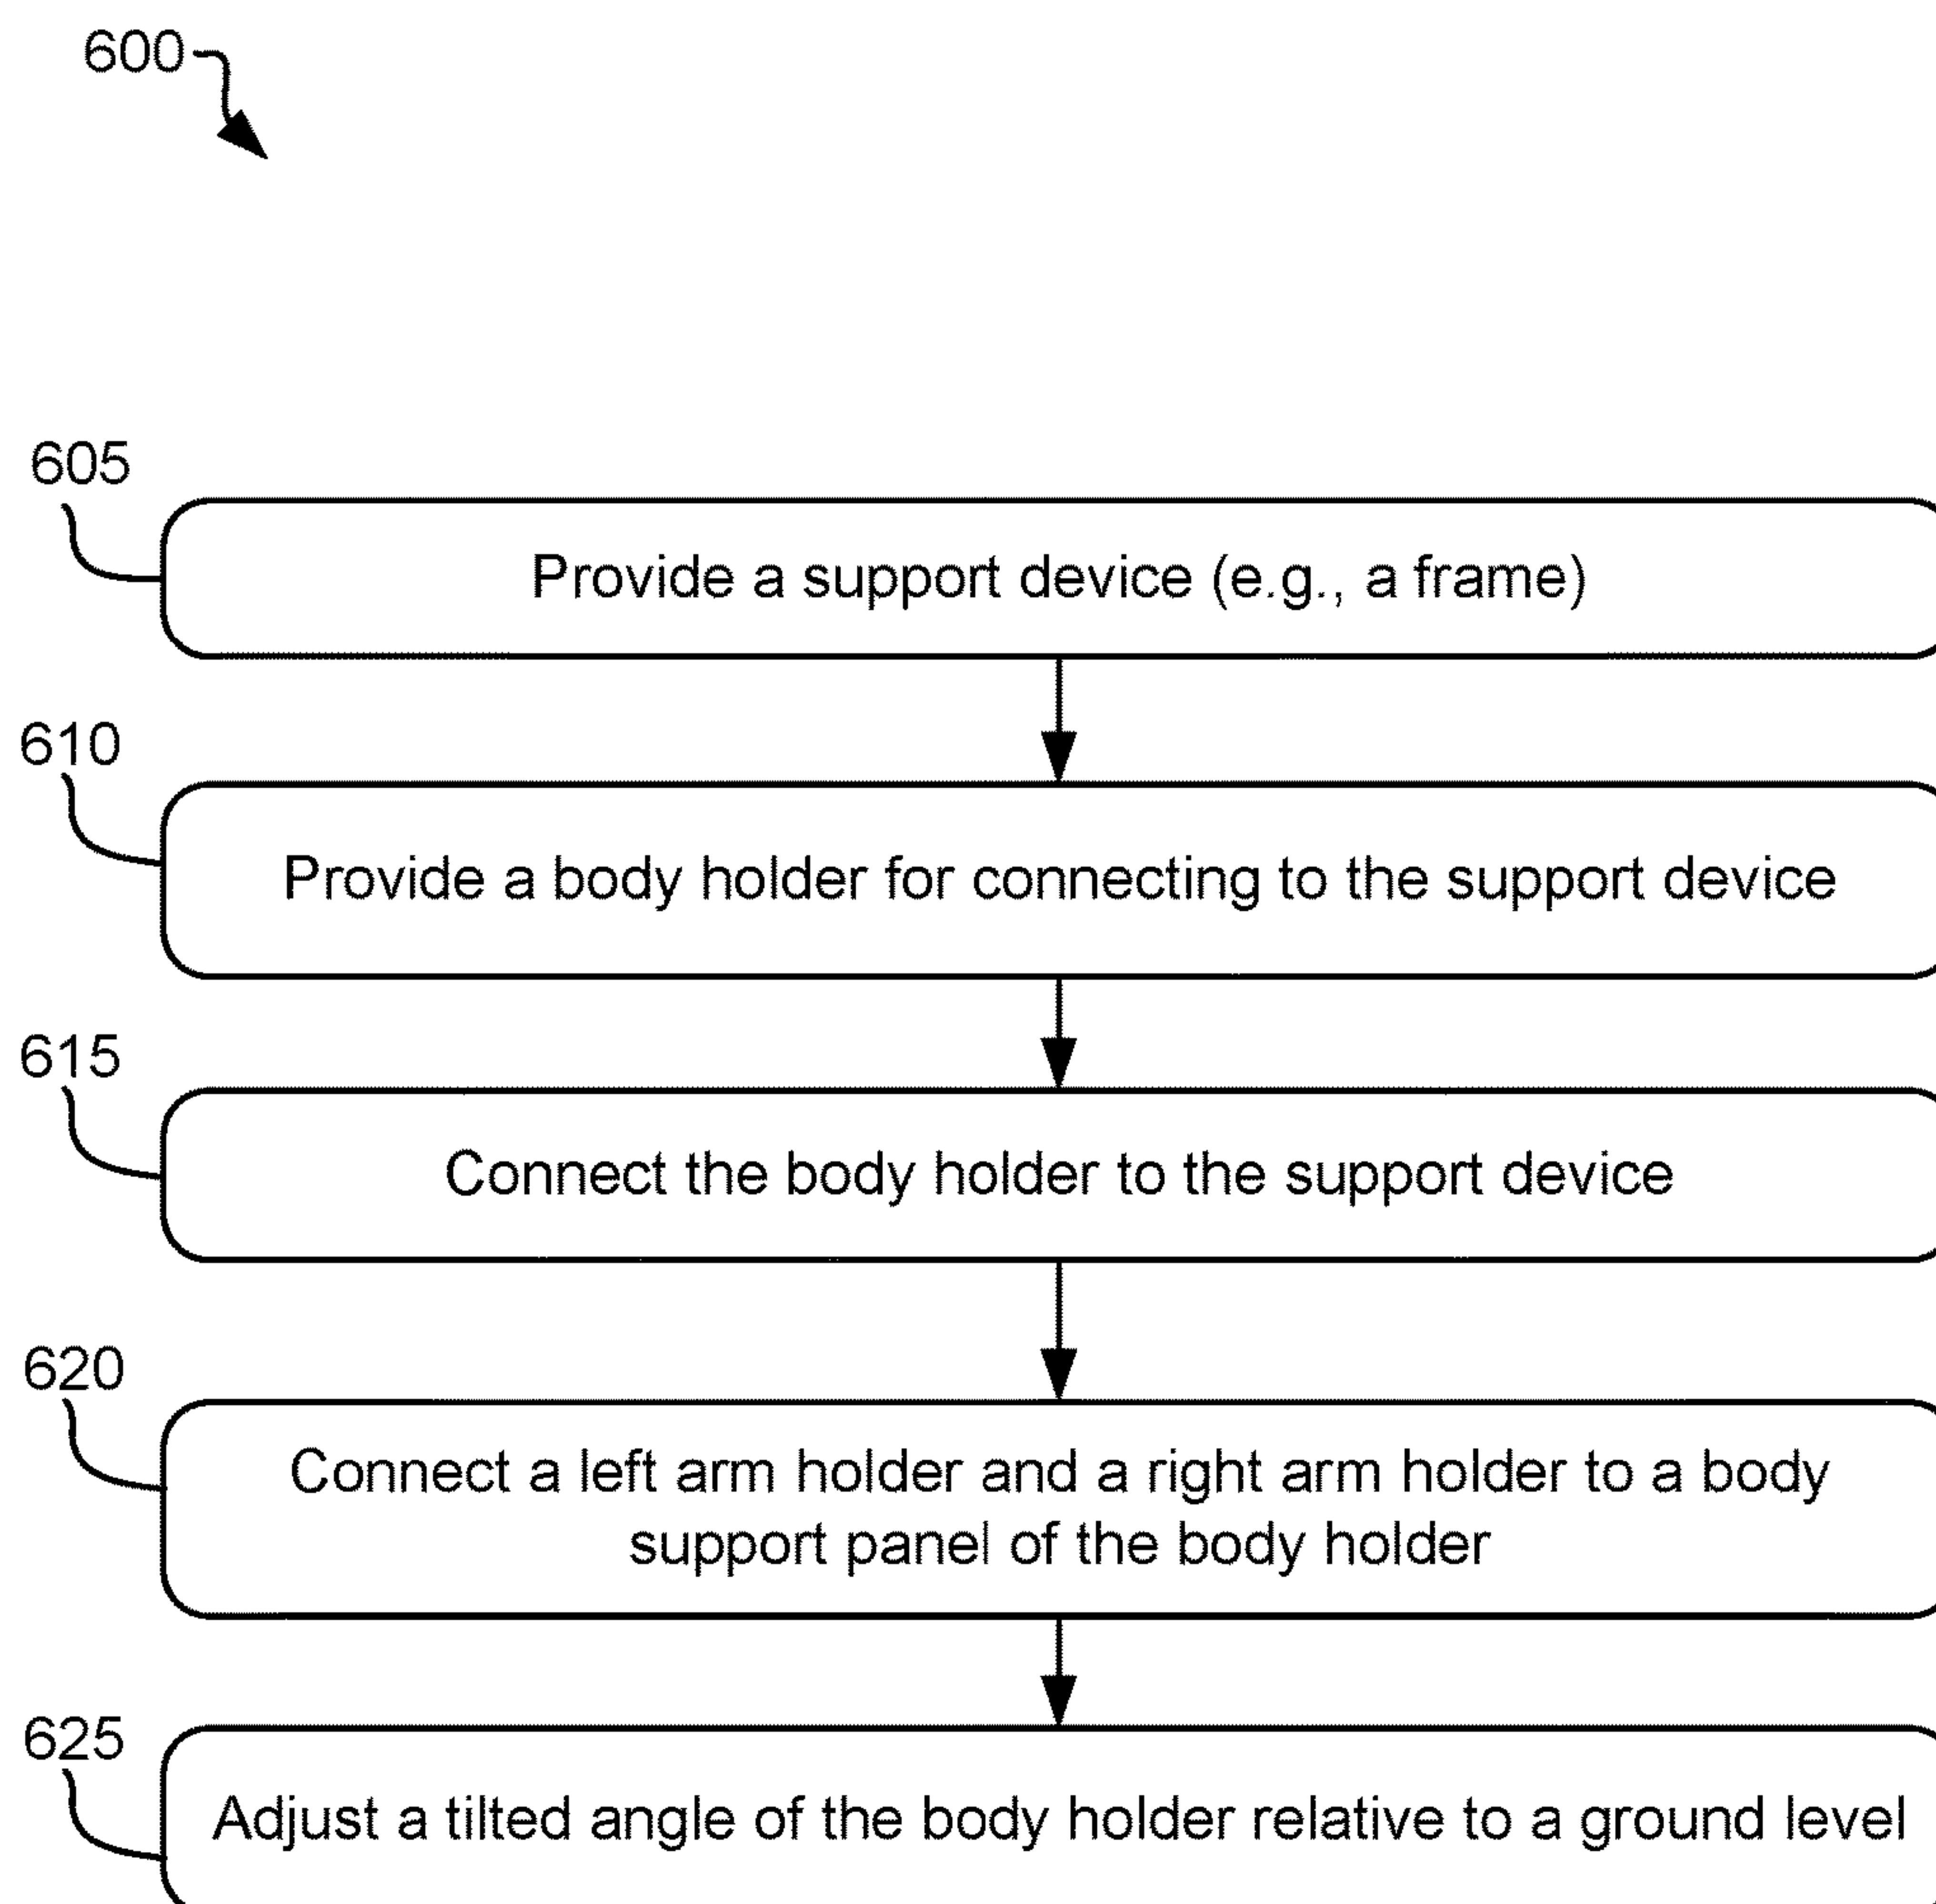 600
605
Provide a support device (e.g., a frame)
610
Provide a body holder for connecting to the support device
615
Connect the body holder to the support device
620
Connect a left arm holder and a right arm holder to a body
support panel of the body holder
625
Adjust a tilted angle of the body holder relative to a ground level